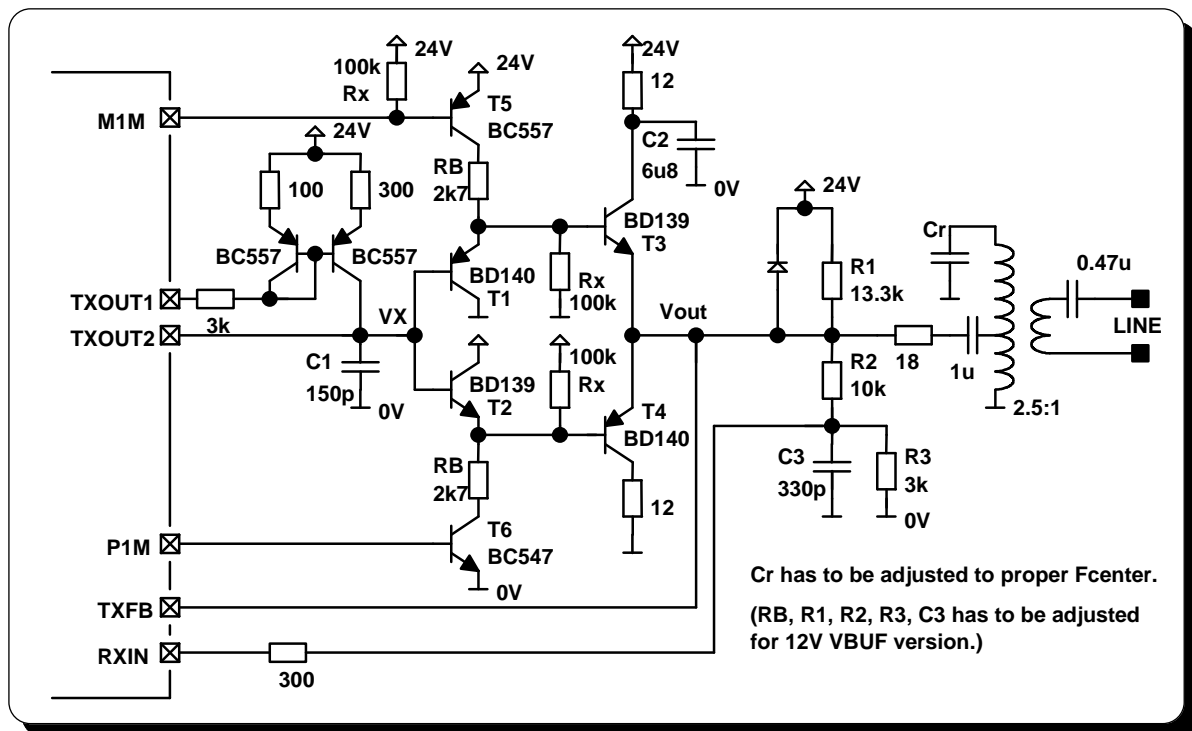 24V
24V
24V
100k
Rx
12
T5
M1M
BC557
24V
C2
6u8
0V
RB
2k7
100
300
24V
BD139
T3
Cr
BC557
BC557
BD140
T1
Rx
100k
R1
13.3k
0.47u
TXOUT1
3k
VX
Vout
LINE
TXOUT2
C1
150p
0V
BD139
T2
100k
Rx
T4
BD140
R2
10k
18
1u
2.5:1
RB
2k7
12
C3
330p
R3
3k
0V
T6
BC547
P1M
0V
TXFB
RXIN
300
Cr has to be adjusted to proper Fcenter.
(RB, R1, R2, R3, C3 has to be adjusted
for 12V VBUF version.)